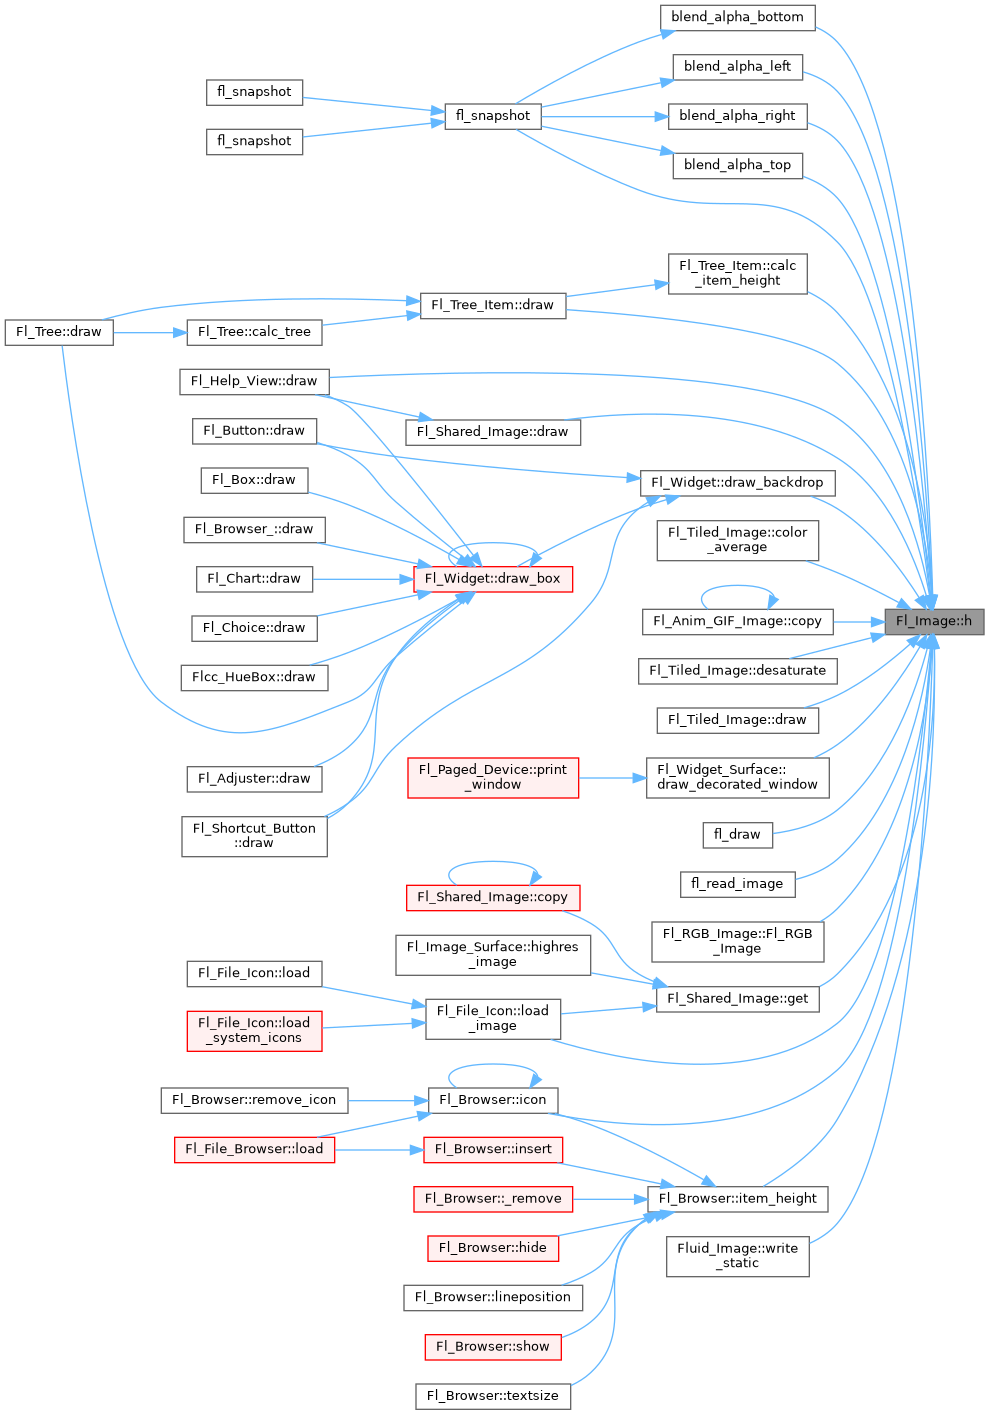 blend_alpha_bottom
blend_alpha_left
fl_snapshot
fl_snapshot
blend_alpha_right
fl_snapshot
blend_alpha_top
Fl_Tree_Item::calc
_item_height
Fl_Tree_Item::draw
Fl_Tree::draw
Fl_Tree::calc_tree
Fl_Help_View::draw
Fl_Button::draw
Fl_Shared_Image::draw
Fl_Box::draw
Fl_Widget::draw_backdrop
Fl_Browser_::draw
Fl_Tiled_Image::color
_average
Fl_Chart::draw
Fl_Widget::draw_box
Fl_Choice::draw
Fl_Anim_GIF_Image::copy
Fl_Image::h
Flcc_HueBox::draw
Fl_Tiled_Image::desaturate
Fl_Tiled_Image::draw
Fl_Adjuster::draw
Fl_Paged_Device::print
_window
Fl_Widget_Surface::
draw_decorated_window
Fl_Shortcut_Button
::draw
fl_draw
fl_read_image
Fl_Shared_Image::copy
Fl_RGB_Image::Fl_RGB
_Image
Fl_Image_Surface::highres
_image
Fl_File_Icon::load
Fl_Shared_Image::get
Fl_File_Icon::load
_image
Fl_File_Icon::load
_system_icons
Fl_Browser::remove_icon
Fl_Browser::icon
Fl_File_Browser::load
Fl_Browser::insert
Fl_Browser::_remove
Fl_Browser::item_height
Fl_Browser::hide
Fluid_Image::write
_static
Fl_Browser::lineposition
Fl_Browser::show
Fl_Browser::textsize